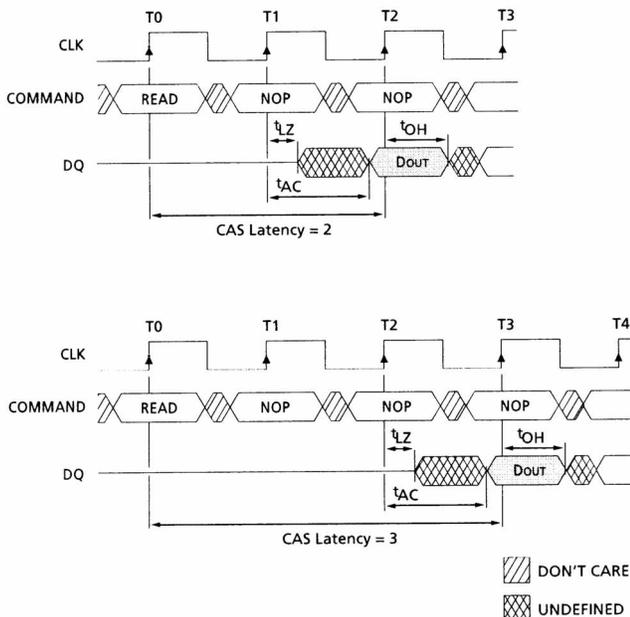 T0 T1 T2 T3
CLK
COMMAND READ NOP NOP
tLZ tOH
DQ DOUT
tAC
CAS Latency = 2
T0 T1 T2 T3 T4
CLK
COMMAND READ NOP NOP NOP
tLZ tOH
DQ DOUT
tAC
CAS Latency = 3
DON'T CARE
UNDEFINED